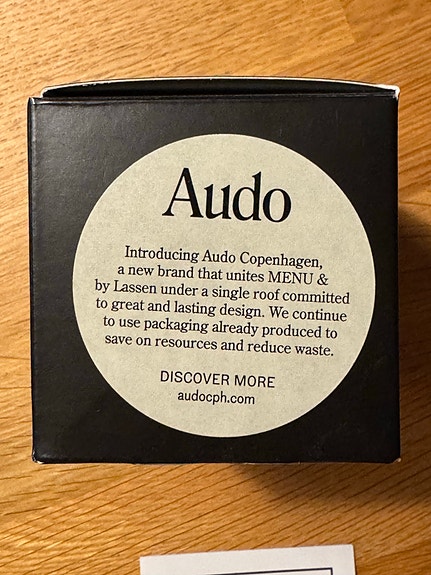 Audo
Introducing Audo Copenhagen,
a new brand that unites MENU &
by Lassen under a single roof committed
to great and lasting design. We continue
to use packaging already produced to
save on resources and reduce waste.
DISCOVER MORE
audocph.com